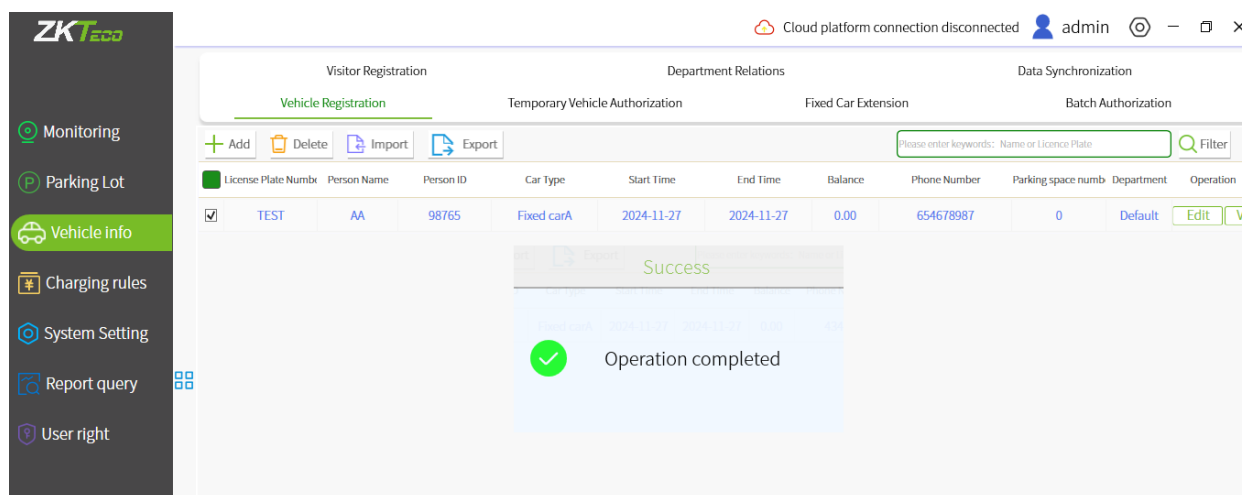 ZKTeco
Cloud platform connection disconnected admin
Visitor Registration Department Relations Data Synchronization
Vehicle Registration Temporary Vehicle Authorization Fixed Car Extension Batch Authorization
Monitoring
Parking Lot
Vehicle info
Charging rules
System Setting
Report query
User right
Add Delete Import Export Please enter keywords: Name or Licence Plate Filter
License Plate Numbe Person Name Person ID Car Type Start Time End Time Balance Phone Number Parking space numb Department Operation
TEST AA 98765 Fixed carA 2024-11-27 2024-11-27 0.00 654678987 0 Default Edit V
Success
Operation completed